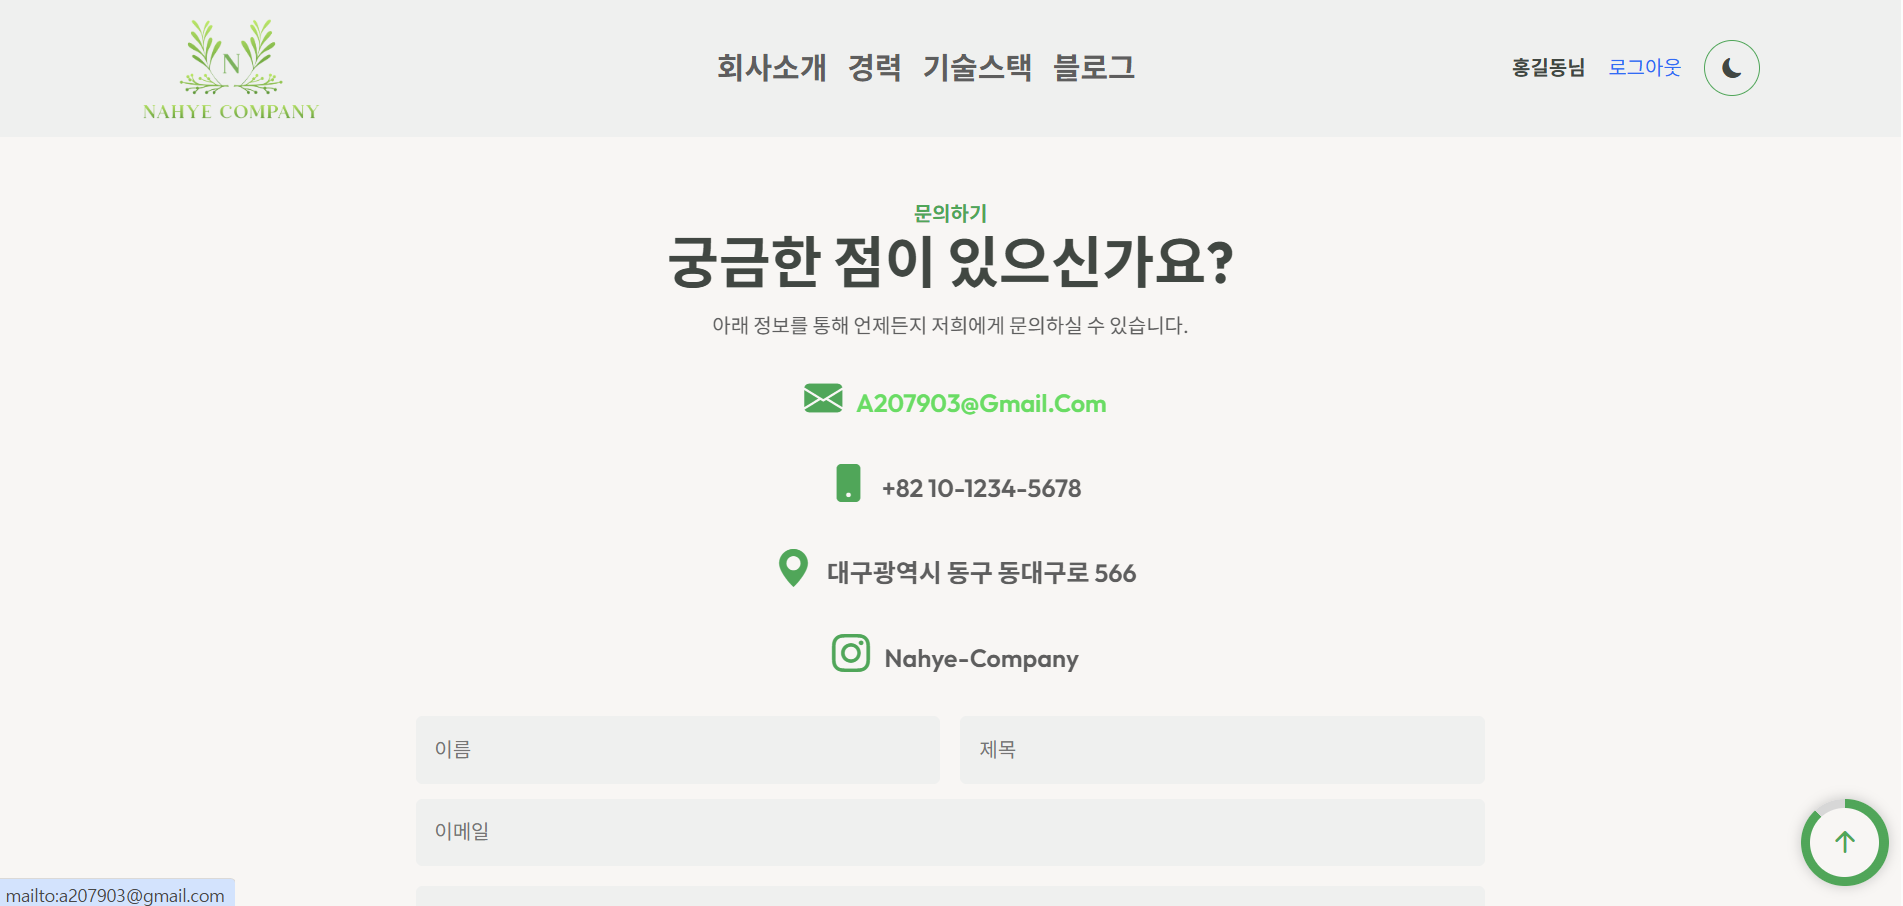 N
NAHYE COMPANY
회사소개 경력 기술스택 블로그
홍길동님 로그아웃
문의하기
궁금한 점이 있으신가요?
아래 정보를 통해 언제든지 저희에게 문의하실 수 있습니다.
A207903@Gmail.Com
+82 10-1234-5678
대구광역시 동구 동대구로 566
Nahye-Company
이름
제목
이메일
mailto:a207903@gmail.com